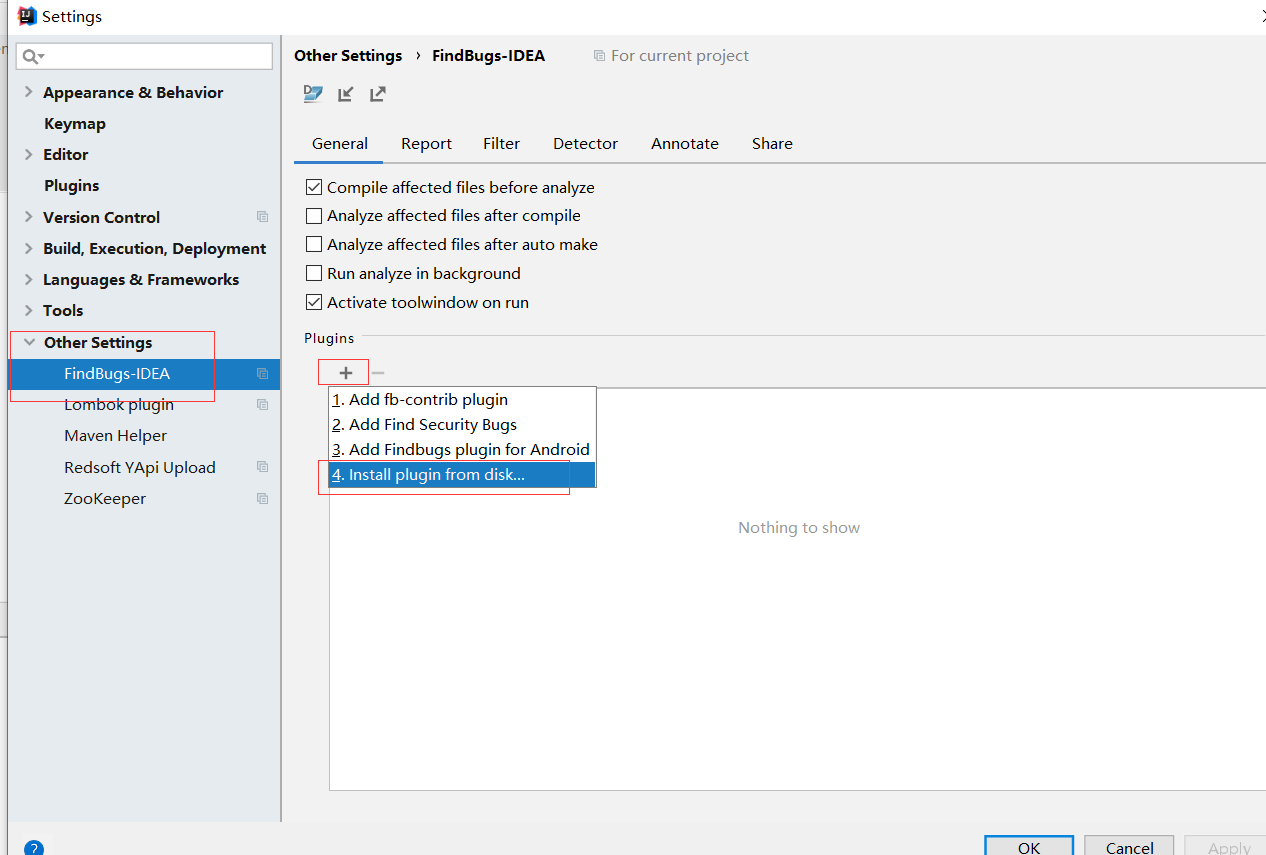 Settings
Appearance & Behavior
Keymap
Editor
Plugins
Version Control
Build, Execution, Deployment
Languages & Frameworks
Tools
Other Settings
FindBugs-IDEA
Lombok plugin
Maven Helper
Redsoft YApi Upload
ZooKeeper
Other Settings › FindBugs-IDEA For current project
General Report Filter Detector Annotate Share
Compile affected files before analyze
Analyze affected files after compile
Analyze affected files after auto make
Run analyze in background
Activate toolwindow on run
Plugins
1. Add fb-contrib plugin
2. Add Find Security Bugs
3. Add Findbugs plugin for Android
4. Install plugin from disk...
Nothing to show
? OK Cancel Apply